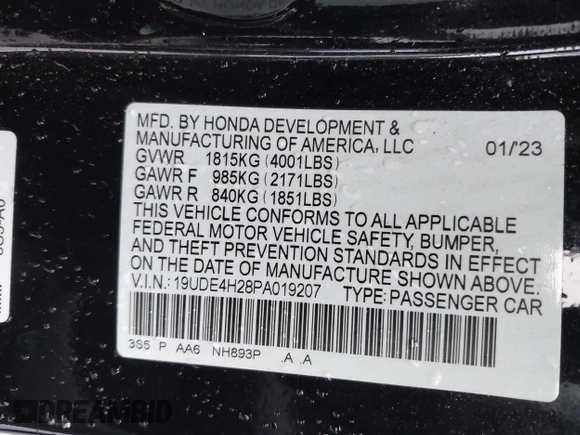 MFD. BY HONDA DEVELOPMENT &
MANUFACTURING OF AMERICA, LLC 01/'23
GVWR 1815KG (4001LBS)
GAWR F 985KG (2171LBS)
GAWR R 840KG (1851LBS)
THIS VEHICLE CONFORMS TO ALL APPLICABLE
FEDERAL MOTOR VEHICLE SAFETY, BUMPER,
AND THEFT PREVENTION STANDARDS IN EFFECT
ON THE DATE OF MANUFACTURE SHOWN ABOVE.
V.I.N.: 19UDE4H28PA019207 TYPE: PASSENGER CAR
3S5 P AA6 NH893P .A .A
DREAMBID